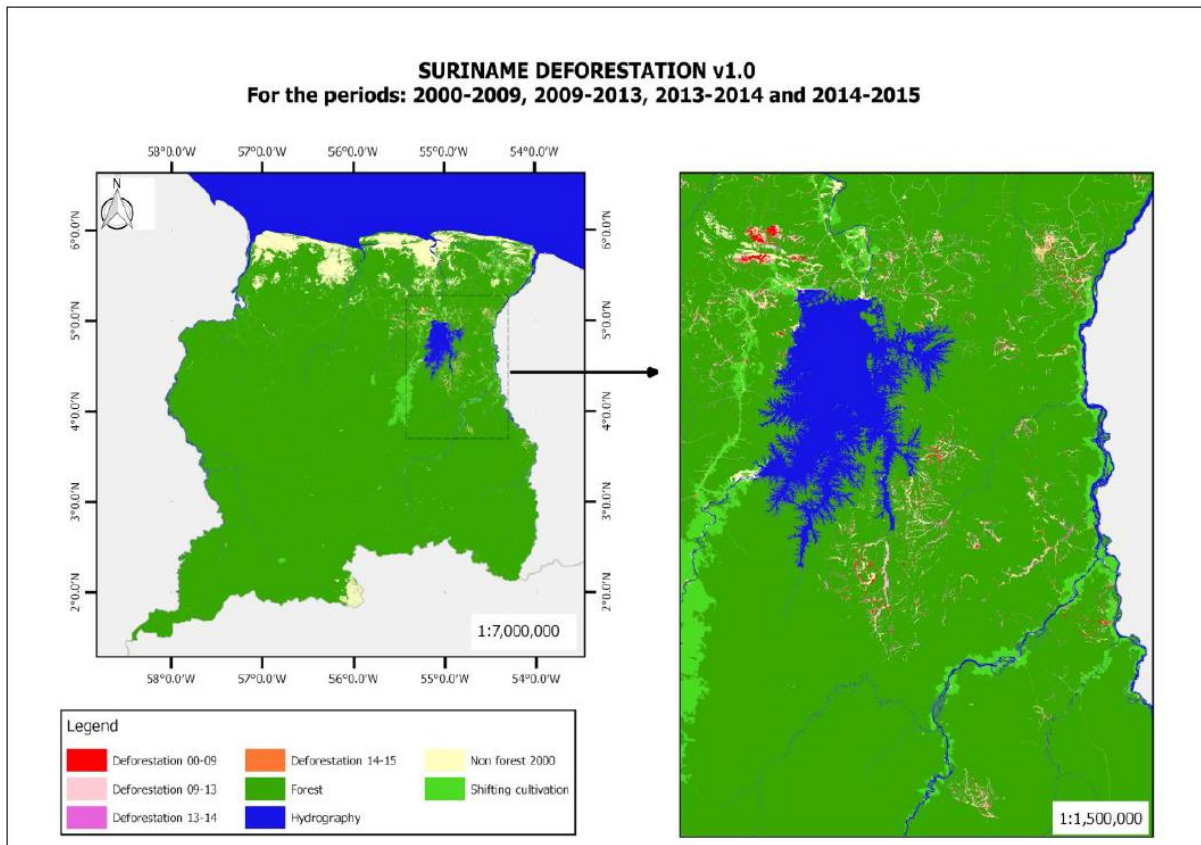 SURINAME DEFORESTATION v1.0
For the periods: 2000-2009, 2009-2013, 2013-2014 and 2014-2015
58°0.0'W 57°0.0'W 56°0.0'W 55°0.0'W 54°0.0'W
N
6°0.0'N 6°0.0'N
5°0.0'N 5°0.0'N
4°0.0'N 4°0.0'N
3°0.0'N 3°0.0'N
2°0.0'N 2°0.0'N
1:7,000,000
58°0.0'W 57°0.0'W 56°0.0'W 55°0.0'W 54°0.0'W
Legend
Deforestation 00-09
Deforestation 09-13
Deforestation 13-14
Deforestation 14-15
Forest
Hydrography
Non forest 2000
Shifting cultivation
1:1,500,000